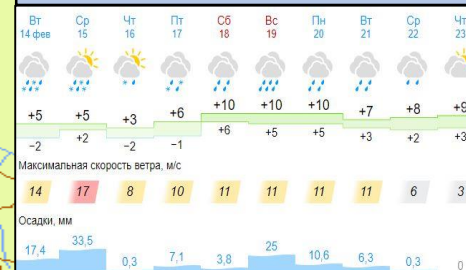 Вт Ср Чт Пт Сб Вс Пн Вт Ср Чт
14 фев 15 16 17 18 19 20 21 22 23
+5 +5 +3 +6 +10 +10 +10 +7 +8 +9
−2 +2 −2 −1 +6 +5 +5 +3 +2 +3
Максимальная скорость ветра, м/с
14 17 8 10 11 11 11 11 6 3
Осадки, мм
17,4 33,5 0,3 7,1 3,8 25 10,6 6,3 0,3 0